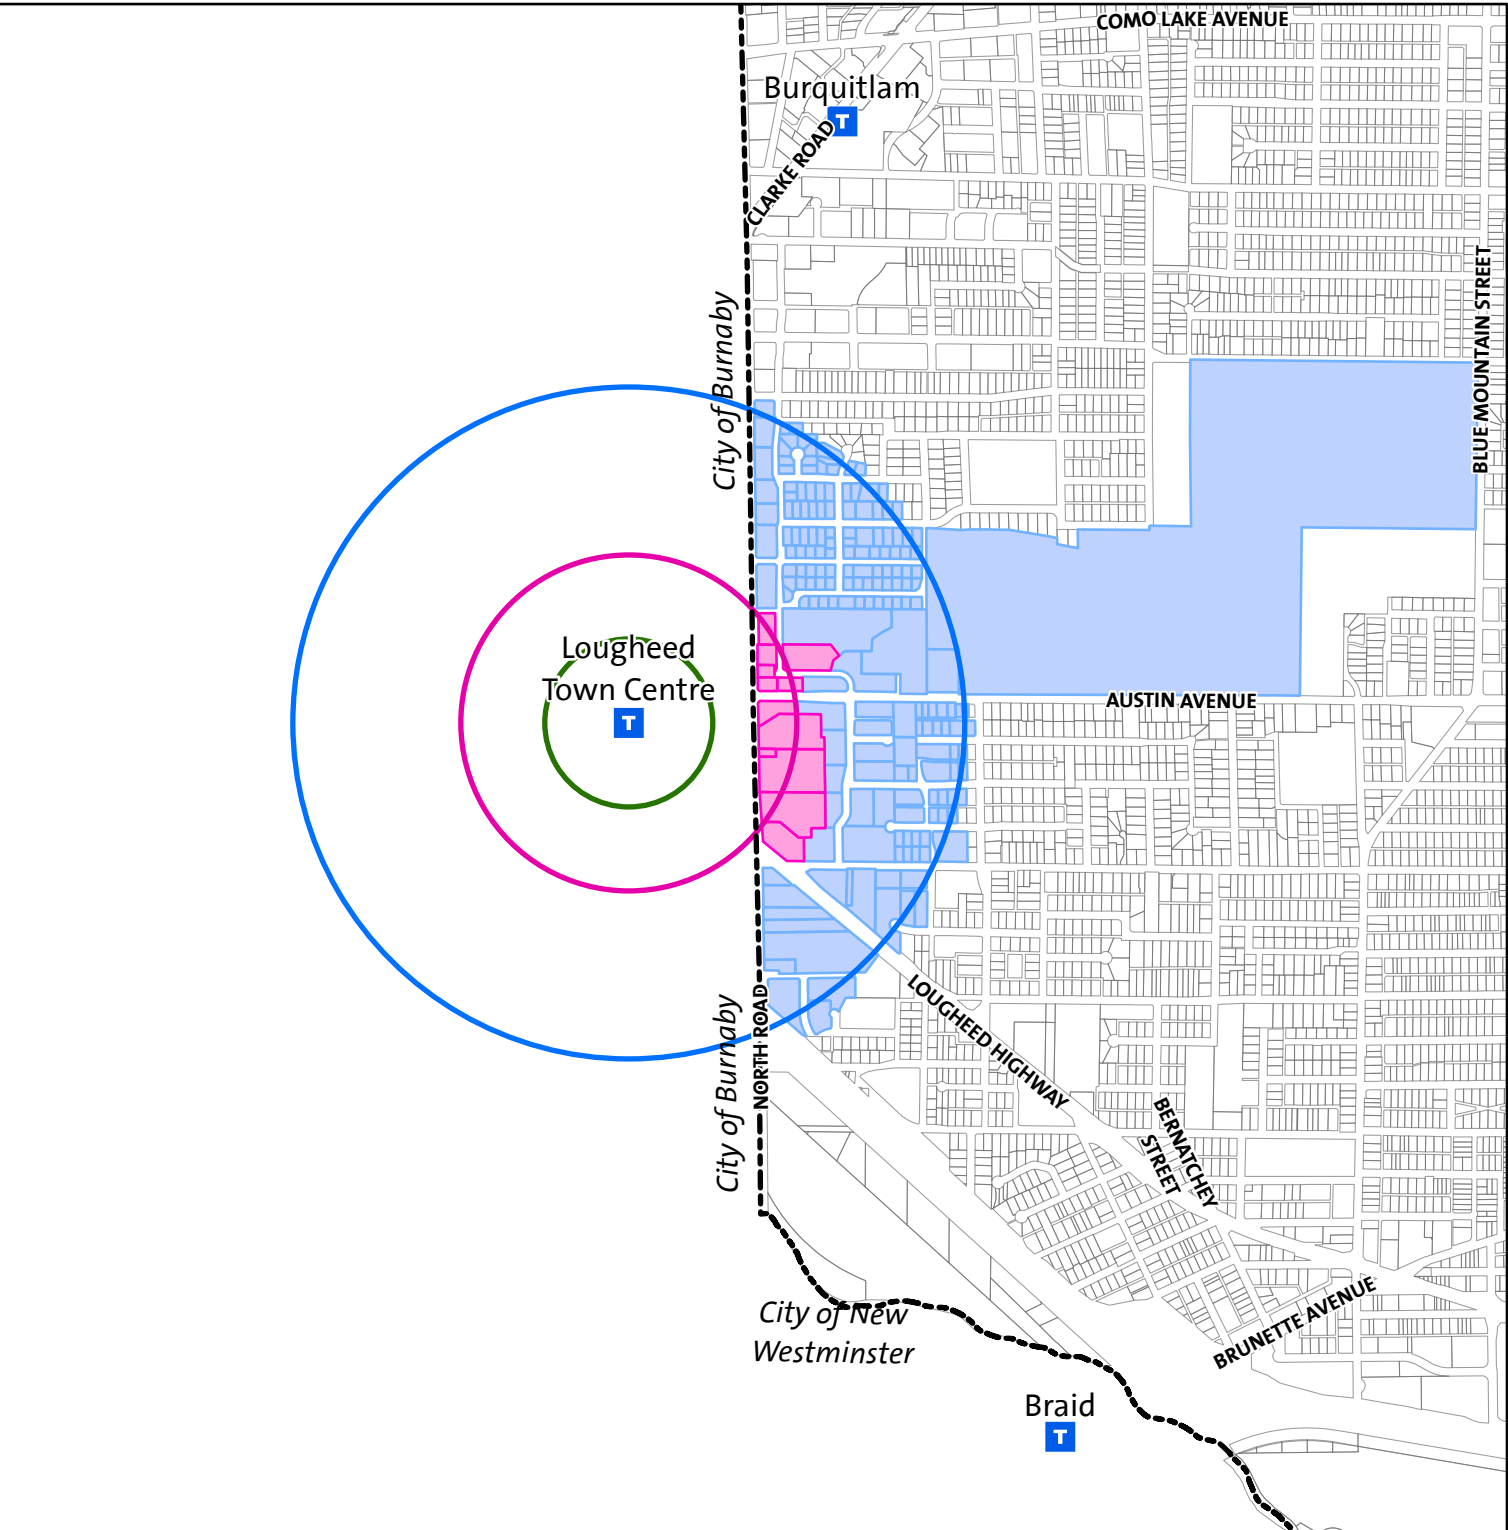 COMO LAKE AVENUE
Burquitlam
T
CLARKE ROAD
BLUE MOUNTAIN STREET
City of Burnaby
Lougheed
Town Centre
T
AUSTIN AVENUE
City of Burnaby
NORTH ROAD
LOUGHEED HIGHWAY
BERNATCHEY
STREET
BRUNETTE AVENUE
City of New
Westminster
Braid
T